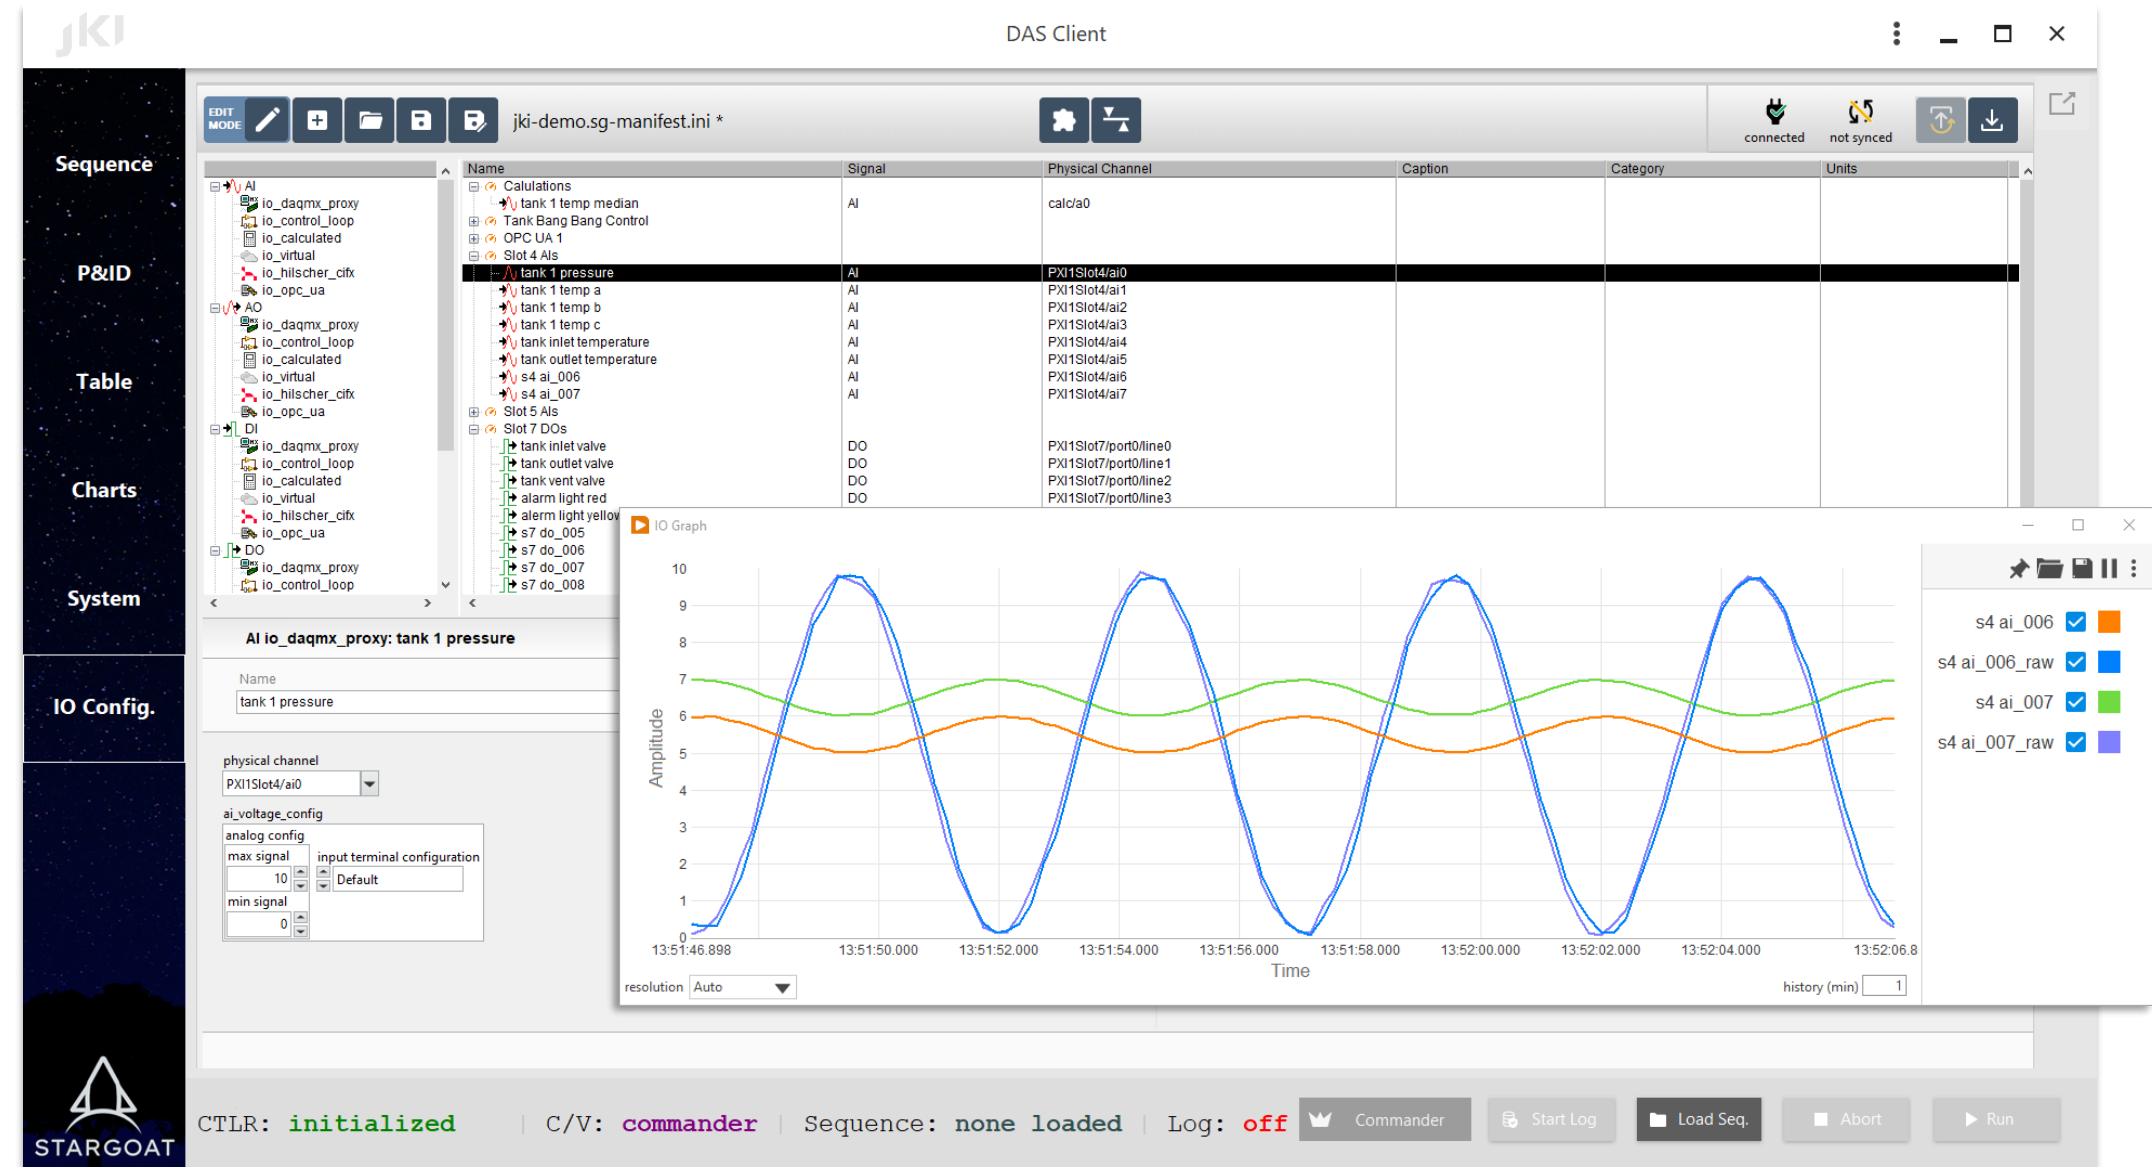 jki
DAS Client
EDIT MODE
jki-demo.sg-manifest.ini *
connected
not synced
Sequence
P&ID
Table
Charts
System
IO Config.
STARGOAT
AI
io_daqmx_proxy
io_control_loop
io_calculated
io_virtual
io_hilscher_cifx
io_opc_ua
AO
io_daqmx_proxy
io_control_loop
io_calculated
io_virtual
io_hilscher_cifx
io_opc_ua
DI
io_daqmx_proxy
io_control_loop
io_calculated
io_virtual
io_hilscher_cifx
io_opc_ua
DO
io_daqmx_proxy
io_control_loop
Name Signal Physical Channel Caption Category Units
Calulations
tank 1 temp median AI calc/a0
Tank Bang Bang Control
OPC UA 1
Slot 4 AIs
tank 1 pressure AI PXI1Slot4/ai0
tank 1 temp a AI PXI1Slot4/ai1
tank 1 temp b AI PXI1Slot4/ai2
tank 1 temp c AI PXI1Slot4/ai3
tank inlet temperature AI PXI1Slot4/ai4
tank outlet temperature AI PXI1Slot4/ai5
s4 ai_006 AI PXI1Slot4/ai6
s4 ai_007 AI PXI1Slot4/ai7
Slot 5 AIs
Slot 7 DOs
tank inlet valve DO PXI1Slot7/port0/line0
tank outlet valve DO PXI1Slot7/port0/line1
tank vent valve DO PXI1Slot7/port0/line2
alarm light red DO PXI1Slot7/port0/line3
alerm light yellow
s7 do_005
s7 do_006
s7 do_007
s7 do_008
AI io_daqmx_proxy: tank 1 pressure
Name
tank 1 pressure
physical channel
PXI1Slot4/ai0
ai_voltage_config
analog config
max signal
10
input terminal configuration
Default
min signal
0
IO Graph
10
9
8
7
6
5
4
3
2
1
0
Amplitude
13:51:46.898 13:51:50.000 13:51:52.000 13:51:54.000 13:51:56.000 13:51:58.000 13:52:00.000 13:52:02.000 13:52:04.000 13:52:06.8
Time
resolution Auto
history (min) 1
s4 ai_006
s4 ai_006_raw
s4 ai_007
s4 ai_007_raw
CTLR: initialized | C/V: commander | Sequence: none loaded | Log: off
Commander
Start Log
Load Seq.
Abort
Run